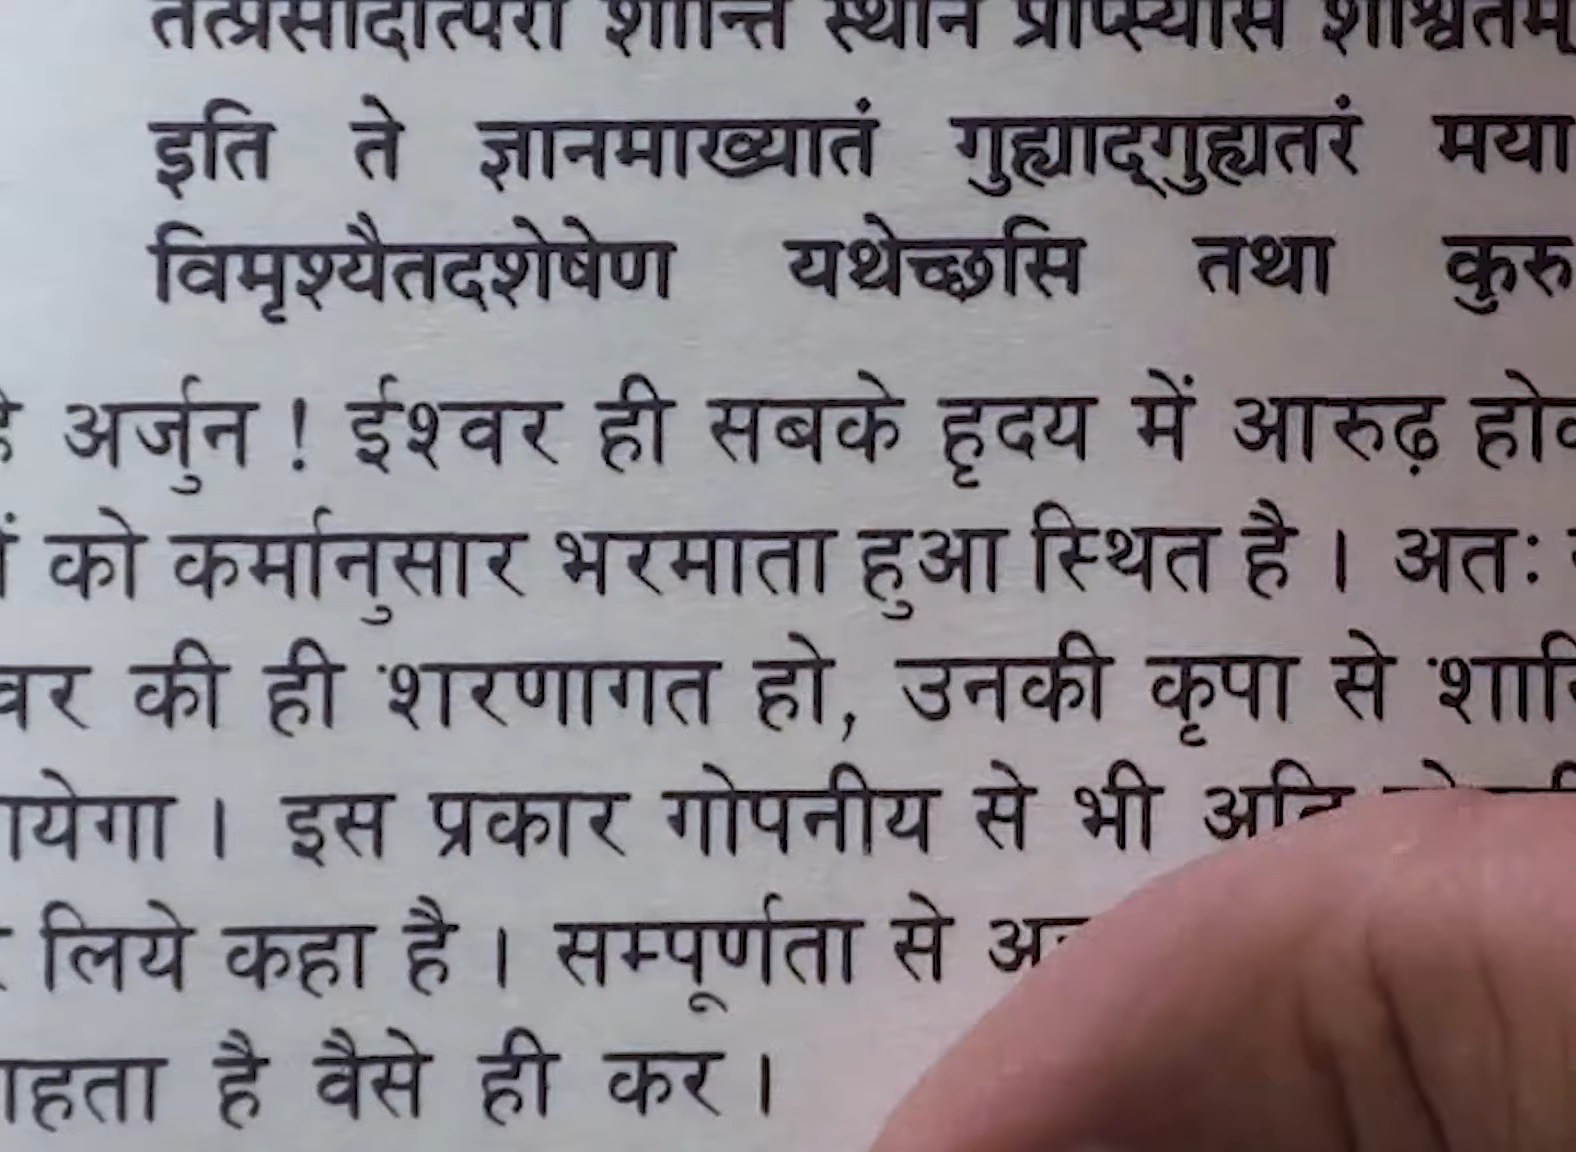 तत्प्रसादात्परां शान्तिं स्थानं प्राप्स्यसि शाश्वतम्
इति ते ज्ञानमाख्यातं गुह्याद्गुह्यतरं मया
विमृश्यैतदशेषेण यथेच्छसि तथा कुरु
अर्जुन ! ईश्वर ही सबके हृदय में आरुढ़
को कर्मानुसार भरमाता हुआ स्थित है । अतः
की ही शरणागत हो, उनकी कृपा से
इस प्रकार गोपनीय से भी
लिये कहा है । सम्पूर्णता से
है वैसे ही कर ।